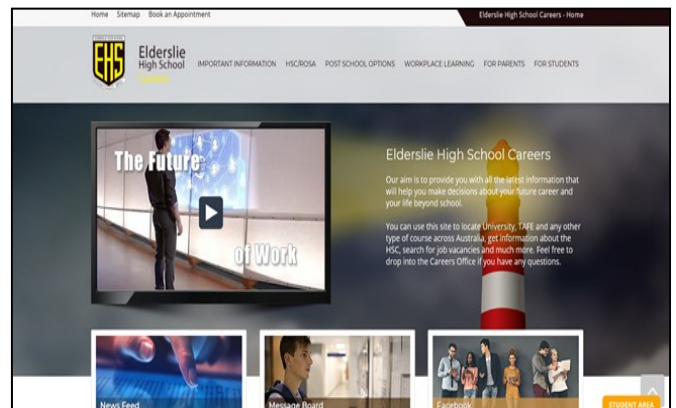 Home Sitemap Book an Appointment
Elderslie High School Careers - Home
EHS
Elderslie
High School
Careers
IMPORTANT INFORMATION HSC/ROSA POST SCHOOL OPTIONS WORKPLACE LEARNING FOR PARENTS FOR STUDENTS
The Future
of Work
Elderslie High School Careers
Our aim is to provide you with all the latest information that
will help you make decisions about your future career and
your life beyond school.
You can use this site to locate University, TAFE and any other
type of course across Australia, get information about the
HSC, search for job vacancies and much more. Feel free to
drop into the Careers Office if you have any questions.
News Feed
Message Board
Facebook
STUDENT AREA